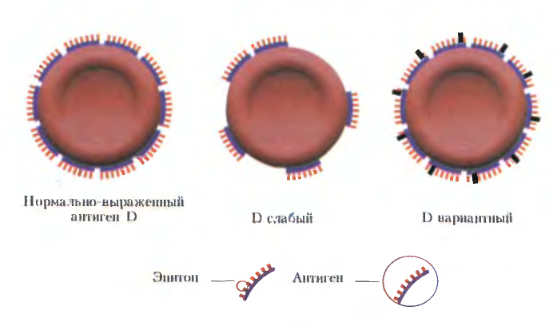 Нормально-выраженный
антиген D
D слабый
D вариантный
Эпитоп
Антиген